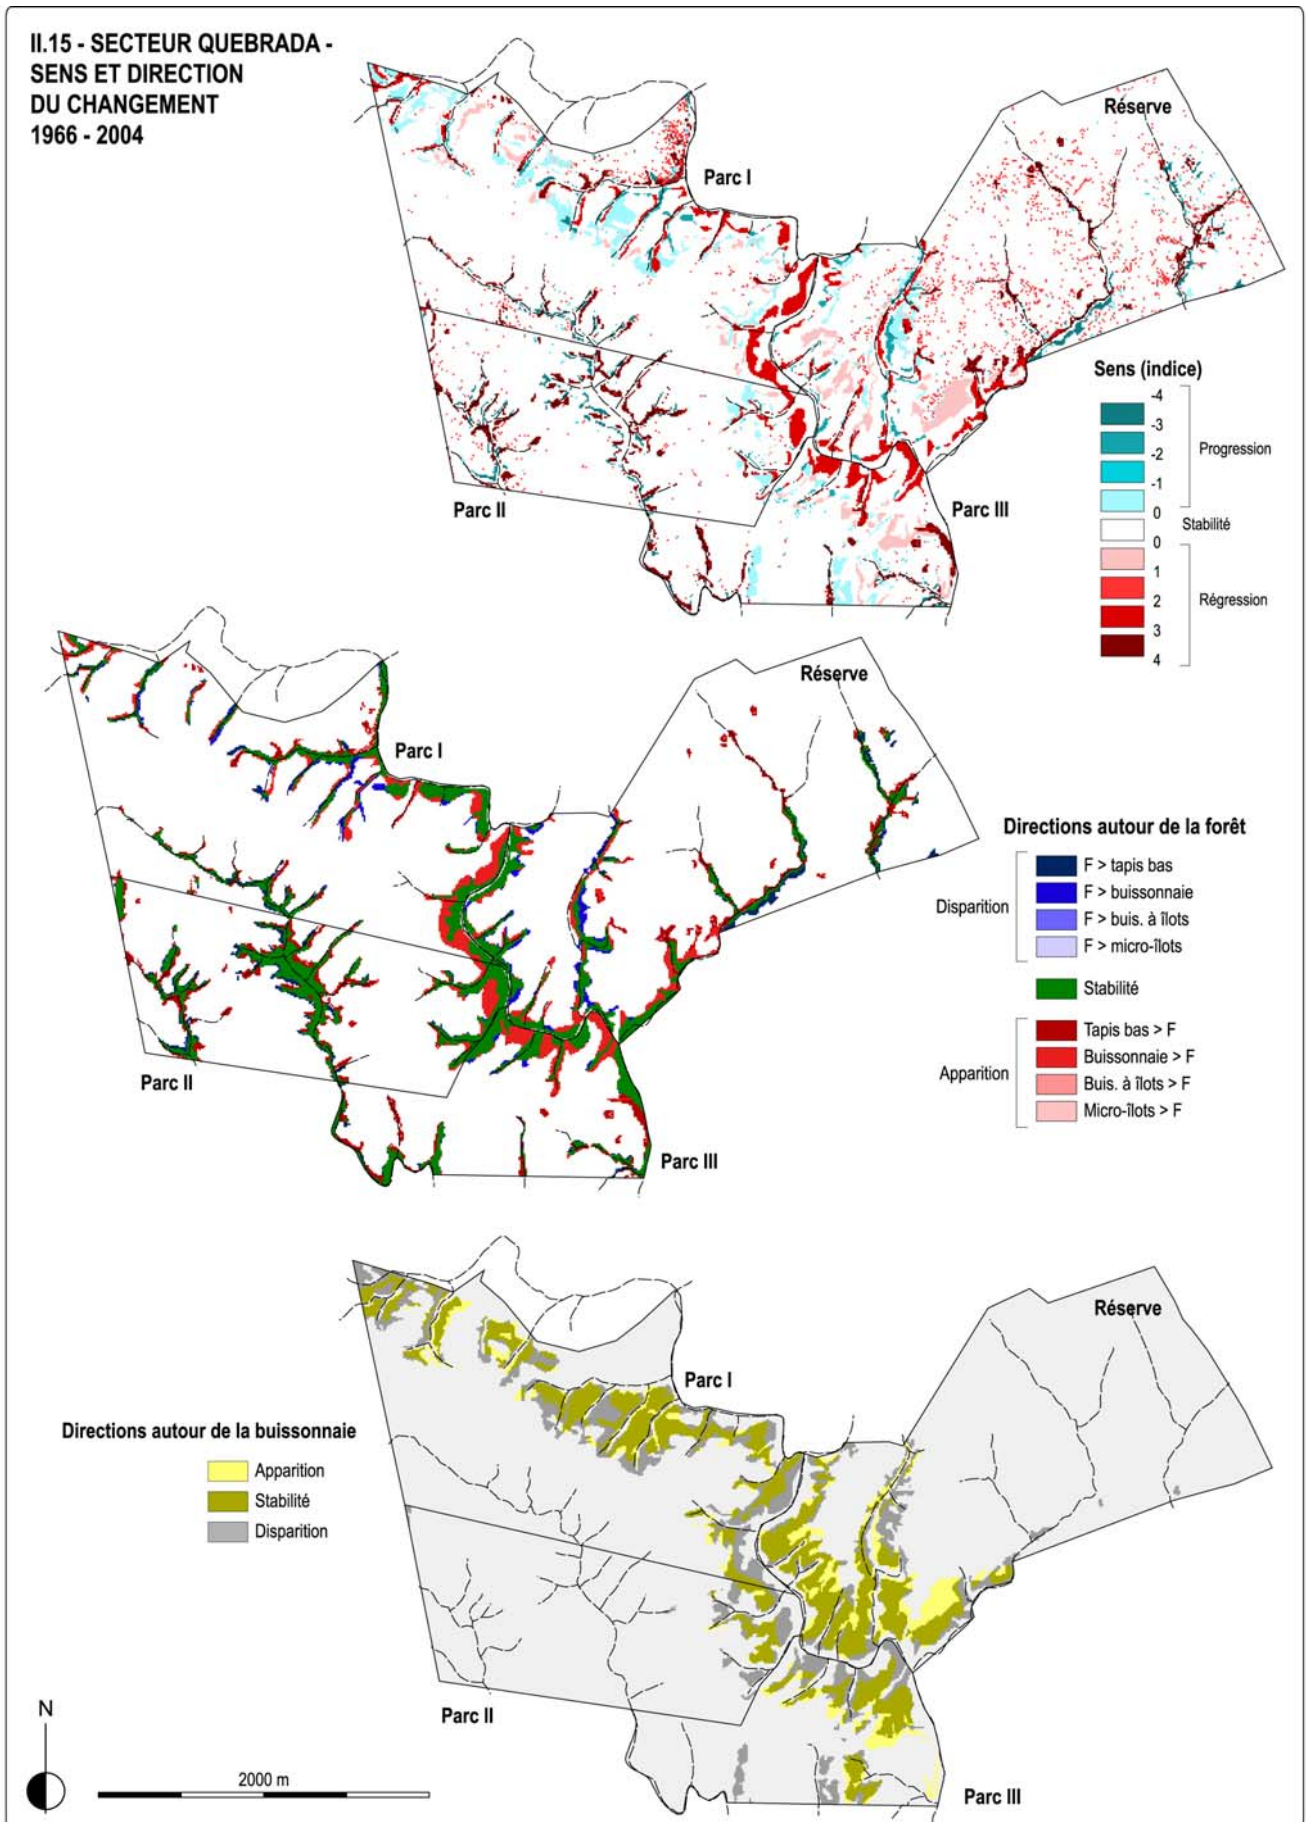 II.15 - SECTEUR QUEBRADA -
SENS ET DIRECTION
DU CHANGEMENT
1966 - 2004
Réserve
Parc I
Parc II
Parc III
Sens (indice)
-4
-3
-2
-1
0
0
1
2
3
4
Progression
Stabilité
Régression
Réserve
Parc I
Parc II
Parc III
Directions autour de la forêt
Disparition
F > tapis bas
F > buissonnaie
F > buis. à îlots
F > micro-îlots
Stabilité
Apparition
Tapis bas > F
Buissonnaie > F
Buis. à îlots > F
Micro-îlots > F
Réserve
Parc I
Directions autour de la buissonnaie
Apparition
Stabilité
Disparition
Parc II
Parc III
N
2000 m